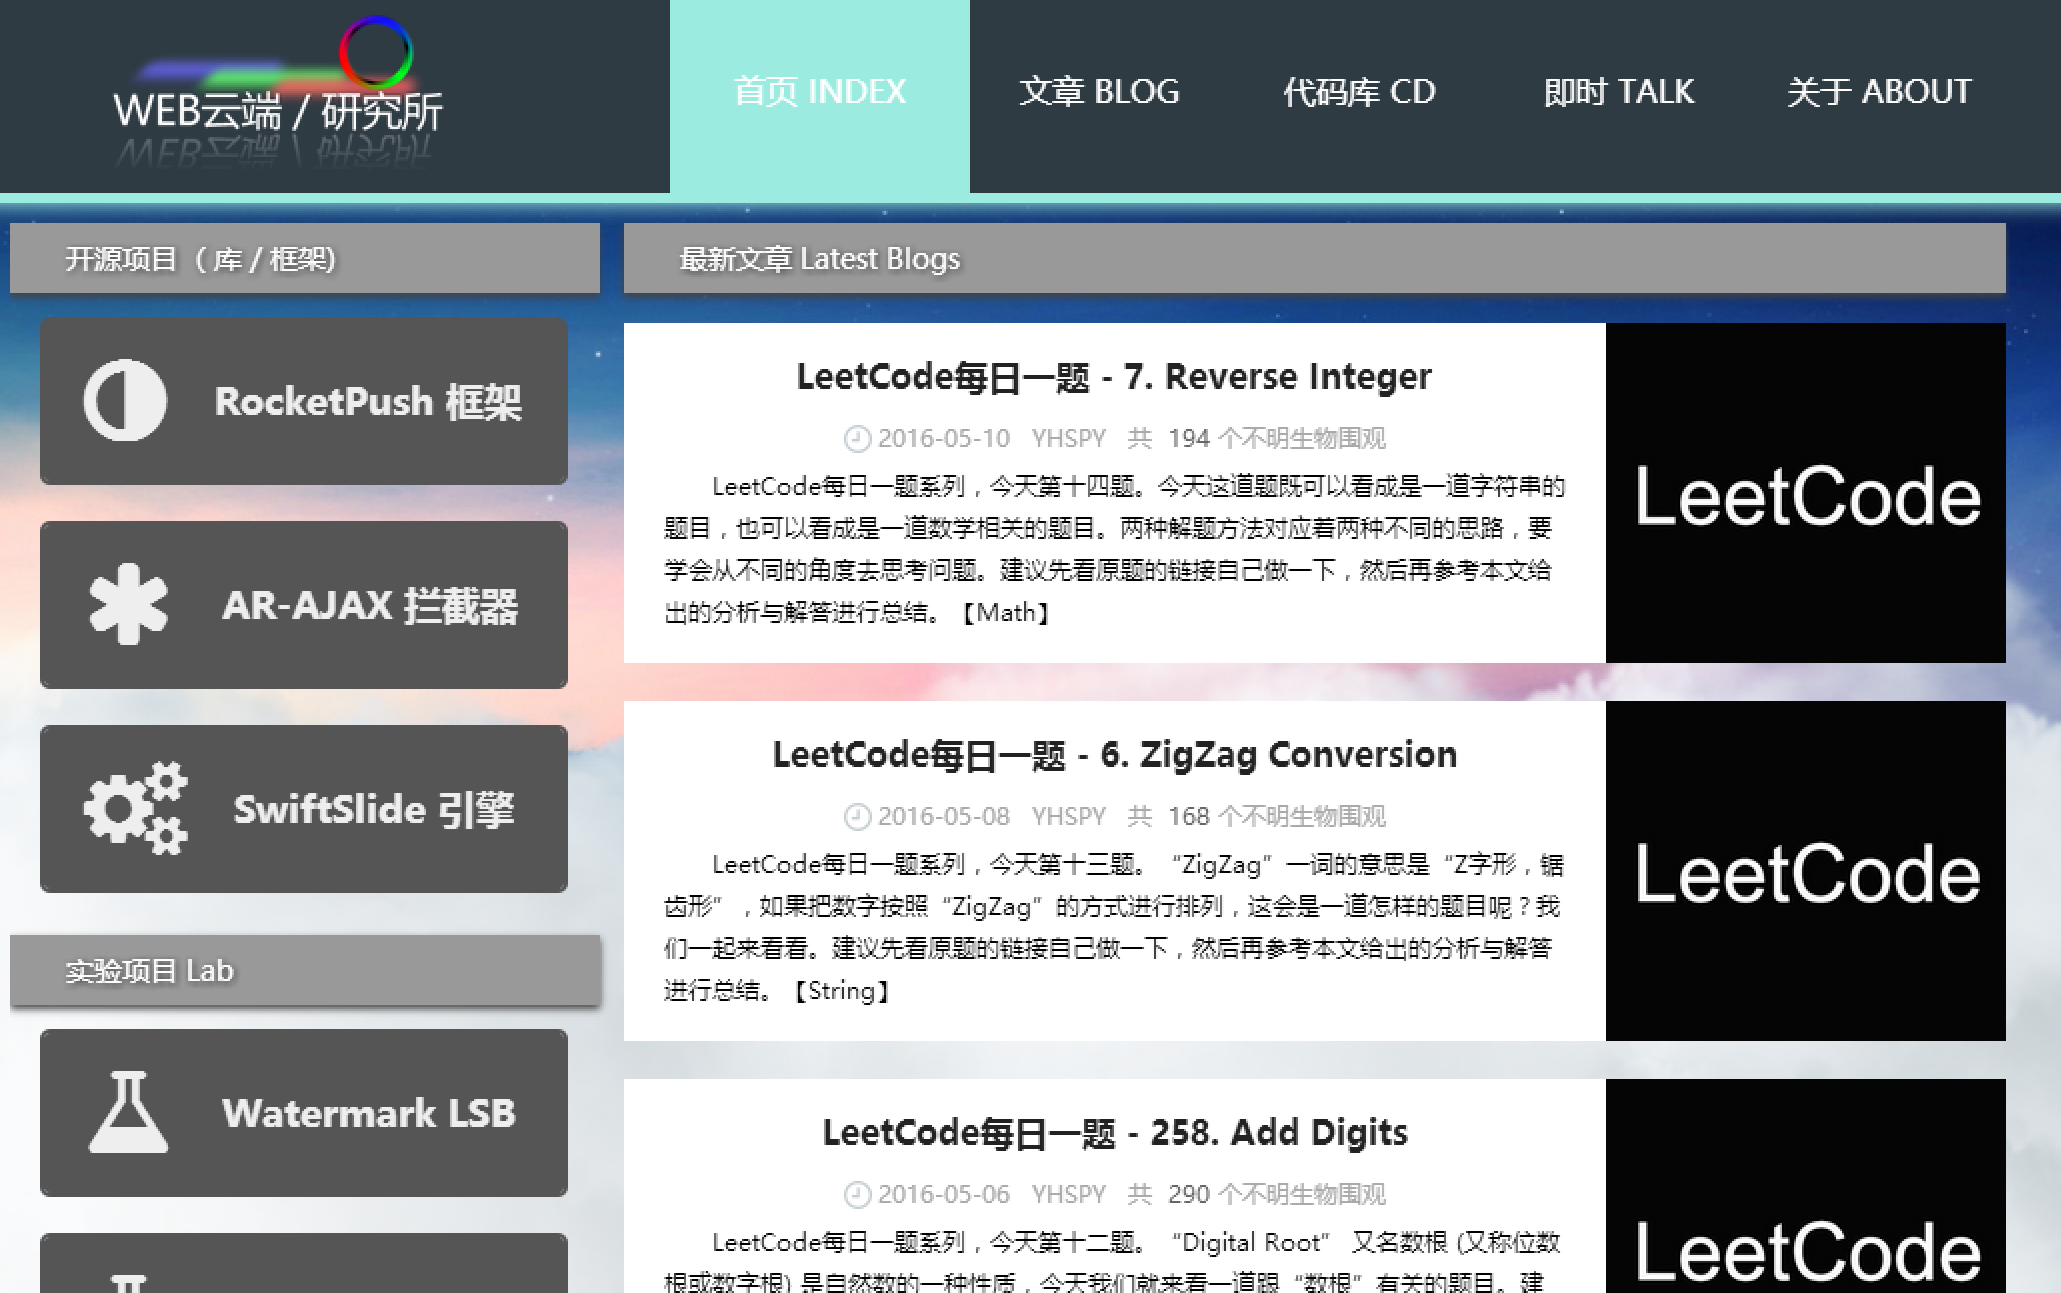 WEB云端 / 研究所
首页 INDEX
文章 BLOG
代码库 CD
即时 TALK
关于 ABOUT
开源项目（ 库 / 框架)
RocketPush 框架
AR-AJAX 拦截器
SwiftSlide 引擎
实验项目 Lab
Watermark LSB
最新文章 Latest Blogs
LeetCode每日一题 - 7. Reverse Integer
2016-05-10 YHSPY 共 194 个不明生物围观
LeetCode每日一题系列，今天第十四题。今天这道题既可以看成是一道字符串的
题目，也可以看成是一道数学相关的题目。两种解题方法对应着两种不同的思路，要
学会从不同的角度去思考问题。建议先看原题的链接自己做一下，然后再参考本文给
出的分析与解答进行总结。【Math】
LeetCode
LeetCode每日一题 - 6. ZigZag Conversion
2016-05-08 YHSPY 共 168 个不明生物围观
LeetCode每日一题系列，今天第十三题。“ZigZag”一词的意思是“Z字形，锯
齿形”，如果把数字按照“ZigZag”的方式进行排列，这会是一道怎样的题目呢？我
们一起来看看。建议先看原题的链接自己做一下，然后再参考本文给出的分析与解答
进行总结。【String】
LeetCode
LeetCode每日一题 - 258. Add Digits
2016-05-06 YHSPY 共 290 个不明生物围观
LeetCode每日一题系列，今天第十二题。“Digital Root” 又名数根 (又称位数
根或数字根) 是自然数的一种性质，今天我们就来看一道跟“数根”有关的题目。建
LeetCode